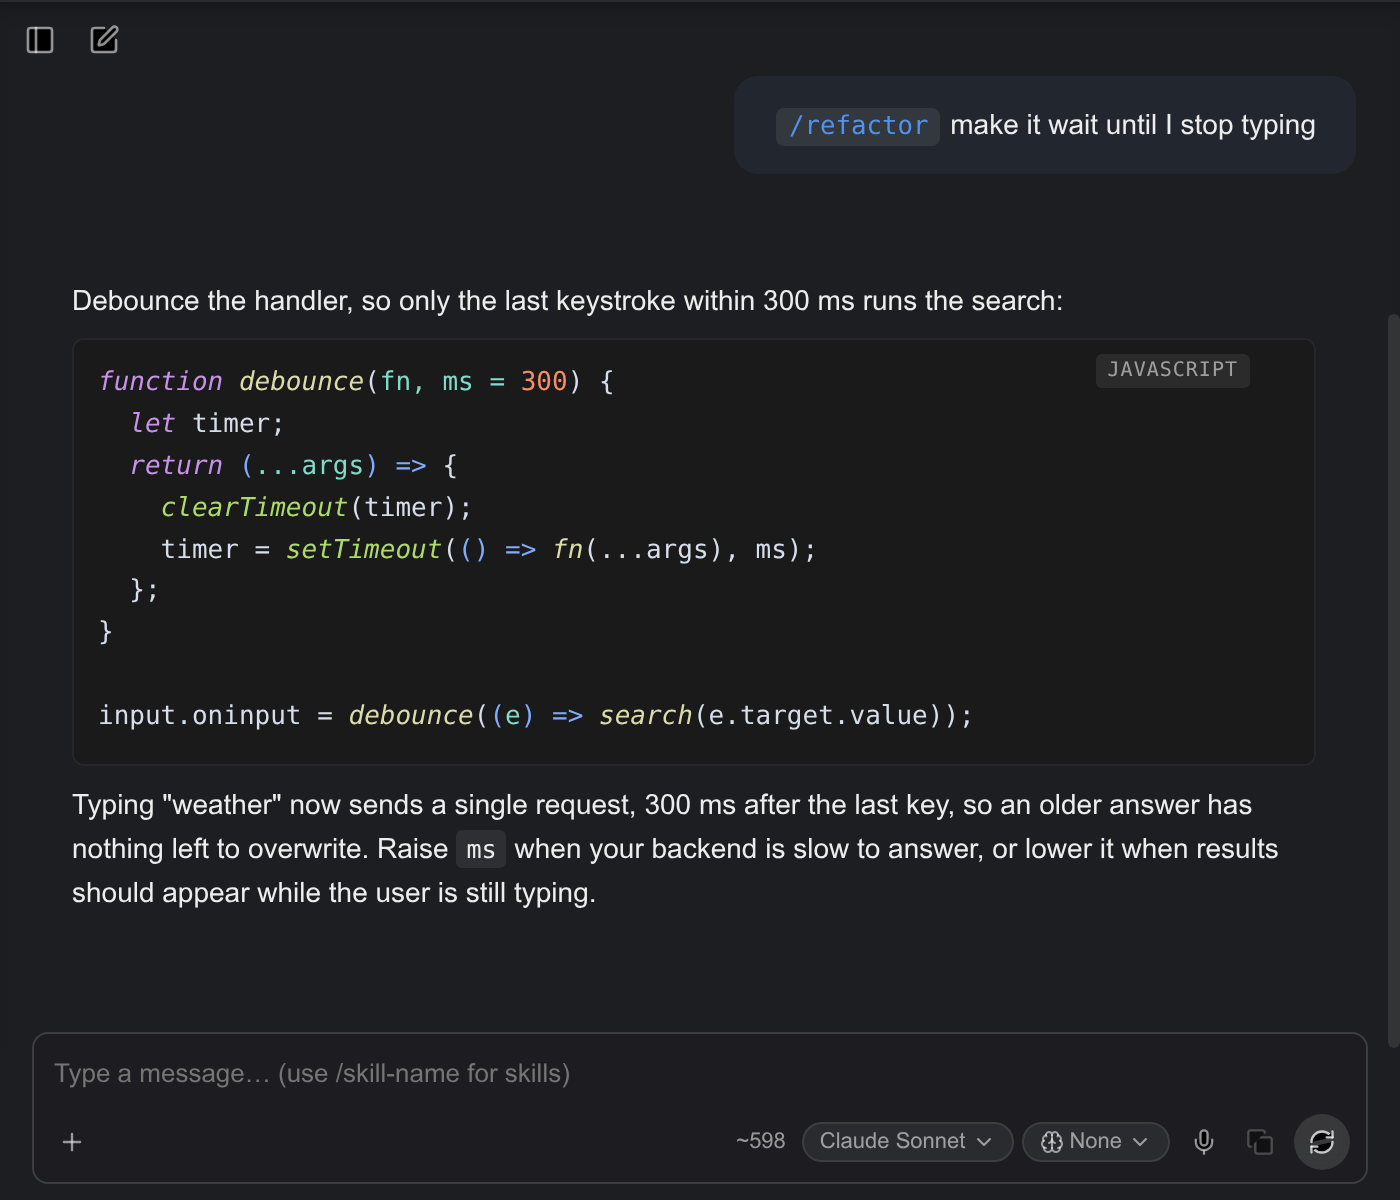 /refactor make it wait until I stop typing
Debounce the handler, so only the last keystroke within 300 ms runs the search:
JAVASCRIPT
function debounce(fn, ms = 300) {
  let timer;
  return (...args) => {
    clearTimeout(timer);
    timer = setTimeout(() => fn(...args), ms);
  };
}

input.oninput = debounce((e) => search(e.target.value));
Typing "weather" now sends a single request, 300 ms after the last key, so an older answer has
nothing left to overwrite. Raise ms when your backend is slow to answer, or lower it when results
should appear while the user is still typing.
Type a message… (use /skill-name for skills)
~598 Claude Sonnet None